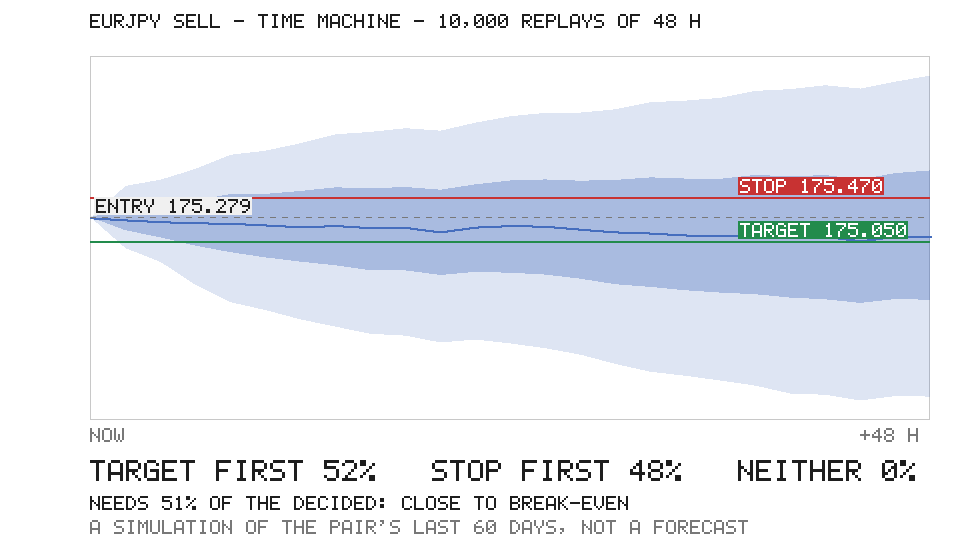 EURJPY SELL - TIME MACHINE - 10,000 REPLAYS OF 48 H
STOP 175.470
ENTRY 175.279
TARGET 175.050
NOW
+48 H
TARGET FIRST 52% STOP FIRST 48% NEITHER 0%
NEEDS 51% OF THE DECIDED: CLOSE TO BREAK-EVEN
A SIMULATION OF THE PAIR'S LAST 60 DAYS, NOT A FORECAST